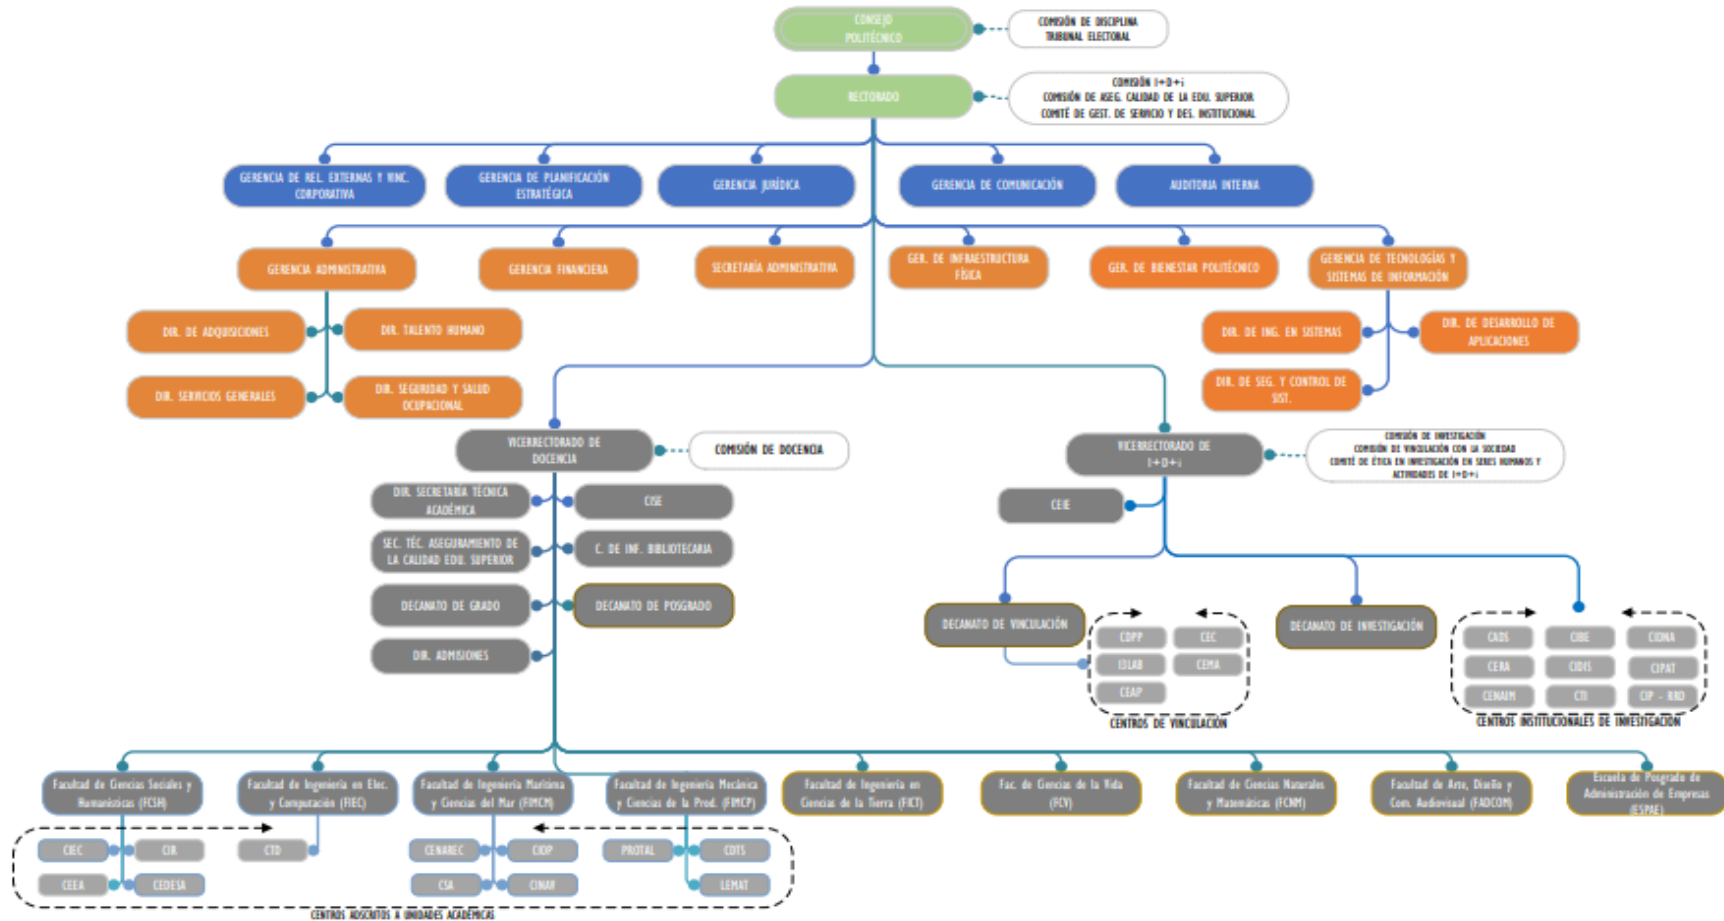 CONSEJO
POLITÉCNICO
COMISIÓN DE DISCIPLINA
TRIBUNAL ELECTORAL
RECTORADO
COMISIÓN I+D+i
COMISIÓN DE ASEG. CALIDAD DE LA EDU. SUPERIOR
COMITÉ DE GEST. DE SERVICIO Y DES. INSTITUCIONAL
GERENCIA DE REL. EXTERNAS Y VINC.
CORPORATIVA
GERENCIA DE PLANIFICACIÓN
ESTRATÉGICA
GERENCIA JURÍDICA
GERENCIA DE COMUNICACIÓN
AUDITORIA INTERNA
GERENCIA ADMINISTRATIVA
GERENCIA FINANCIERA
SECRETARÍA ADMINISTRATIVA
GER. DE INFRAESTRUCTURA
FÍSICA
GER. DE BIENESTAR POLITÉCNICO
GERENCIA DE TECNOLOGÍAS Y
SISTEMAS DE INFORMACIÓN
DIR. DE ADQUISICIONES
DIR. TALENTO HUMANO
DIR. DE ING. EN SISTEMAS
DIR. DE DESARROLLO DE
APLICACIONES
DIR. SERVICIOS GENERALES
DIR. SEGURIDAD Y SALUD
OCUPACIONAL
DIR. DE SEG. Y CONTROL DE
SIST.
VICERRECTORADO DE
DOCENCIA
COMISIÓN DE DOCENCIA
VICERRECTORADO DE
I+D+i
COMISIÓN DE INVESTIGACIÓN
COMISIÓN DE VINCULACIÓN CON LA SOCIEDAD
COMITÉ DE ÉTICA EN INVESTIGACIÓN EN SERES HUMANOS Y
ACTIVIDADES DE I+D+i
DIR. SECRETARÍA TÉCNICA
ACADÉMICA
CISE
CEIE
SEC. TÉC. ASEGURAMIENTO DE
LA CALIDAD EDU. SUPERIOR
C. DE INF. BIBLIOTECARIA
DECANATO DE GRADO
DECANATO DE POSGRADO
DIR. ADMISIONES
DECANATO DE VINCULACIÓN
DECANATO DE INVESTIGACIÓN
CDPP
CEC
I3LAB
CEMA
CEAP
CENTROS DE VINCULACIÓN
CADS
CIBE
CIDNA
CERA
CIDIS
CIPAT
CENAIM
CTI
CIP - RRD
CENTROS INSTITUCIONALES DE INVESTIGACIÓN
Facultad de Ciencias Sociales y
Humanísticas (FCSH)
Facultad de Ingeniería en Elec.
y Computación (FIEC)
Facultad de Ingeniería Marítima
y Ciencias del Mar (FIMCM)
Facultad de Ingeniería Mecánica
y Ciencias de la Prod. (FIMCP)
Facultad de Ingeniería en
Ciencias de la Tierra (FICT)
Fac. de Ciencias de la Vida
(FCV)
Facultad de Ciencias Naturales
y Matemáticas (FCNM)
Facultad de Arte, Diseño y
Com. Audiovisual (FADCOM)
Escuela de Posgrado de
Administración de Empresas
(ESPAE)
CIEC
CIR
CTD
CENAREC
CIDP
PROTAL
CDTS
CEEA
CEDESA
CSA
CINAV
LEMAT
CENTROS ADSCRITOS A UNIDADES ACADÉMICAS